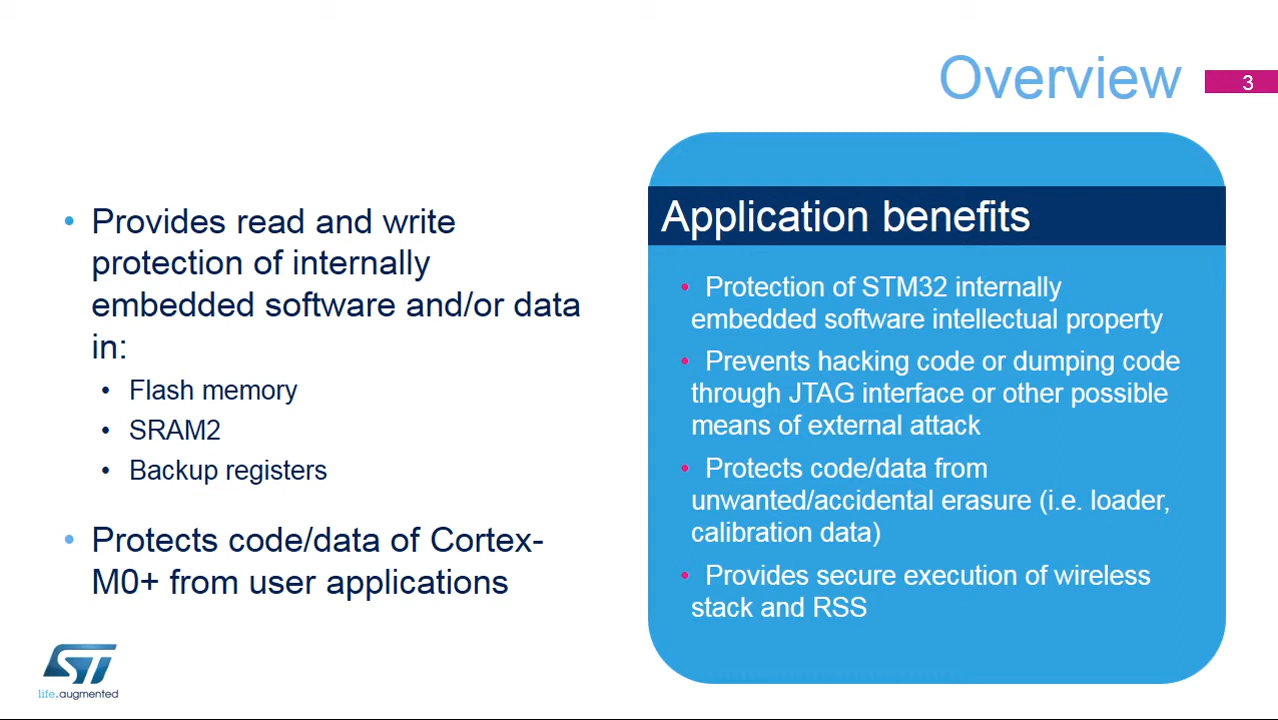 Overview
3
• Provides read and write
protection of internally
embedded software and/or data
in:
• Flash memory
• SRAM2
• Backup registers
• Protects code/data of Cortex-
M0+ from user applications
Application benefits
• Protection of STM32 internally
embedded software intellectual property
• Prevents hacking code or dumping code
through JTAG interface or other possible
means of external attack
• Protects code/data from
unwanted/accidental erasure (i.e. loader,
calibration data)
• Provides secure execution of wireless
stack and RSS
ST
life.augmented